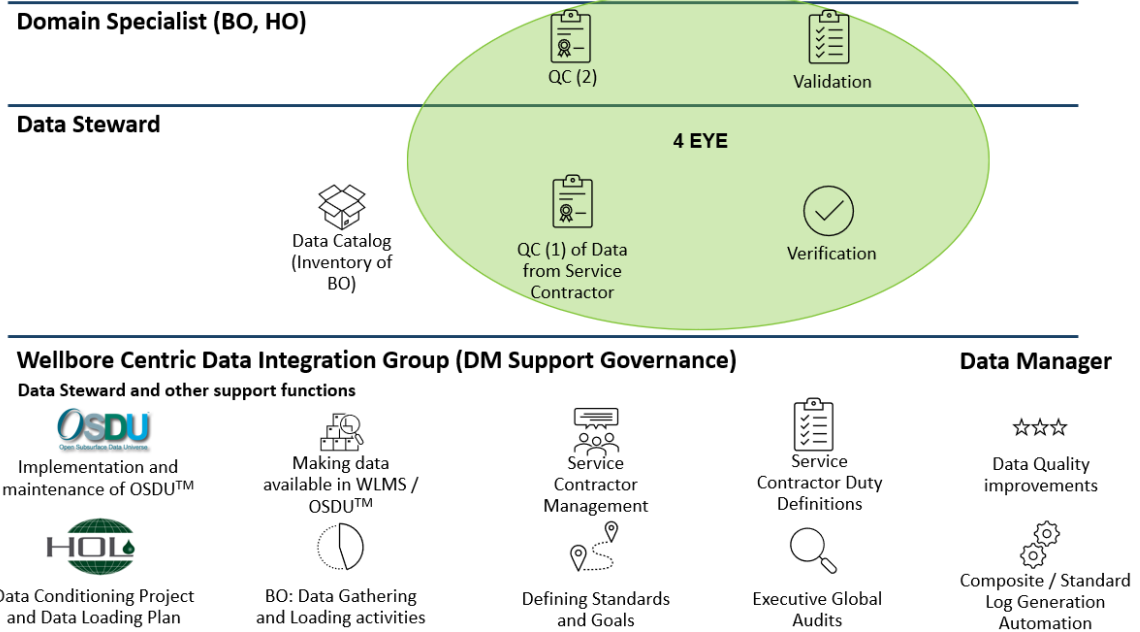 Domain Specialist (BO, HO)
QC (2)
Validation
Data Steward
4 EYE
Data Catalog
(Inventory of
BO)
QC (1) of Data
from Service
Contractor
Verification
Wellbore Centric Data Integration Group (DM Support Governance)
Data Manager
Data Steward and other support functions
OSDU
Open Subsurface Data Universe
Implementation and
maintenance of OSDU™
Making data
available in WLMS /
OSDU™
Service
Contractor
Management
Service
Contractor Duty
Definitions
Data Quality
improvements
HOL
Data Conditioning Project
and Data Loading Plan
BO: Data Gathering
and Loading activities
Defining Standards
and Goals
Executive Global
Audits
Composite / Standard
Log Generation
Automation